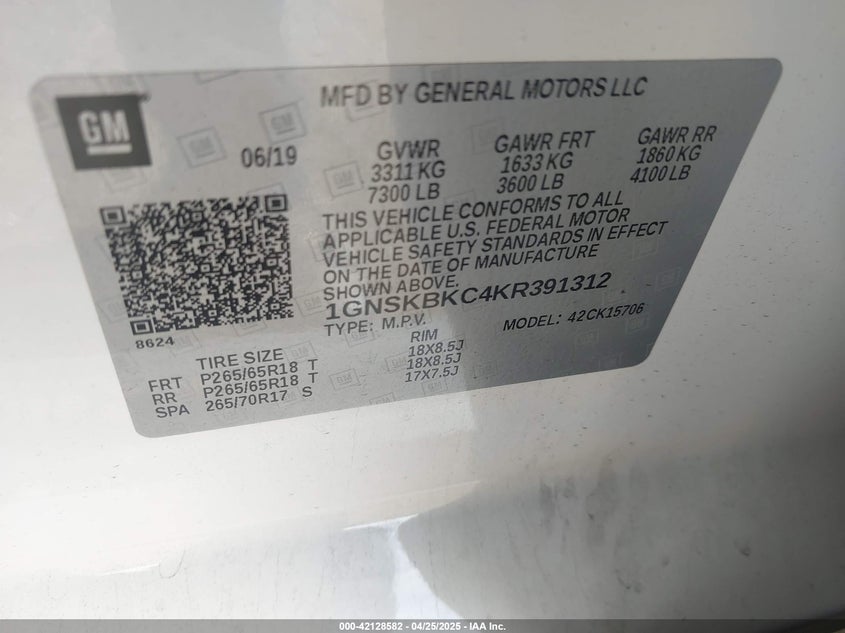 GM
MFD BY GENERAL MOTORS LLC
06/19
GVWR
3311 KG
7300 LB
GAWR FRT
1633 KG
3600 LB
GAWR RR
1860 KG
4100 LB
THIS VEHICLE CONFORMS TO ALL
APPLICABLE U.S. FEDERAL MOTOR
VEHICLE SAFETY STANDARDS IN EFFECT
ON THE DATE OF MANUFACTURE
SHOWN ABOVE.
1GNSKBKC4KR391312
TYPE: M.P.V. MODEL: 42CK15706
8624
TIRE SIZE RIM
FRT P265/65R18 T 18X8.5J
RR P265/65R18 T 18X8.5J
SPA 265/70R17 S 17X7.5J
000-42128582 — 04/25/2025 — IAA Inc.